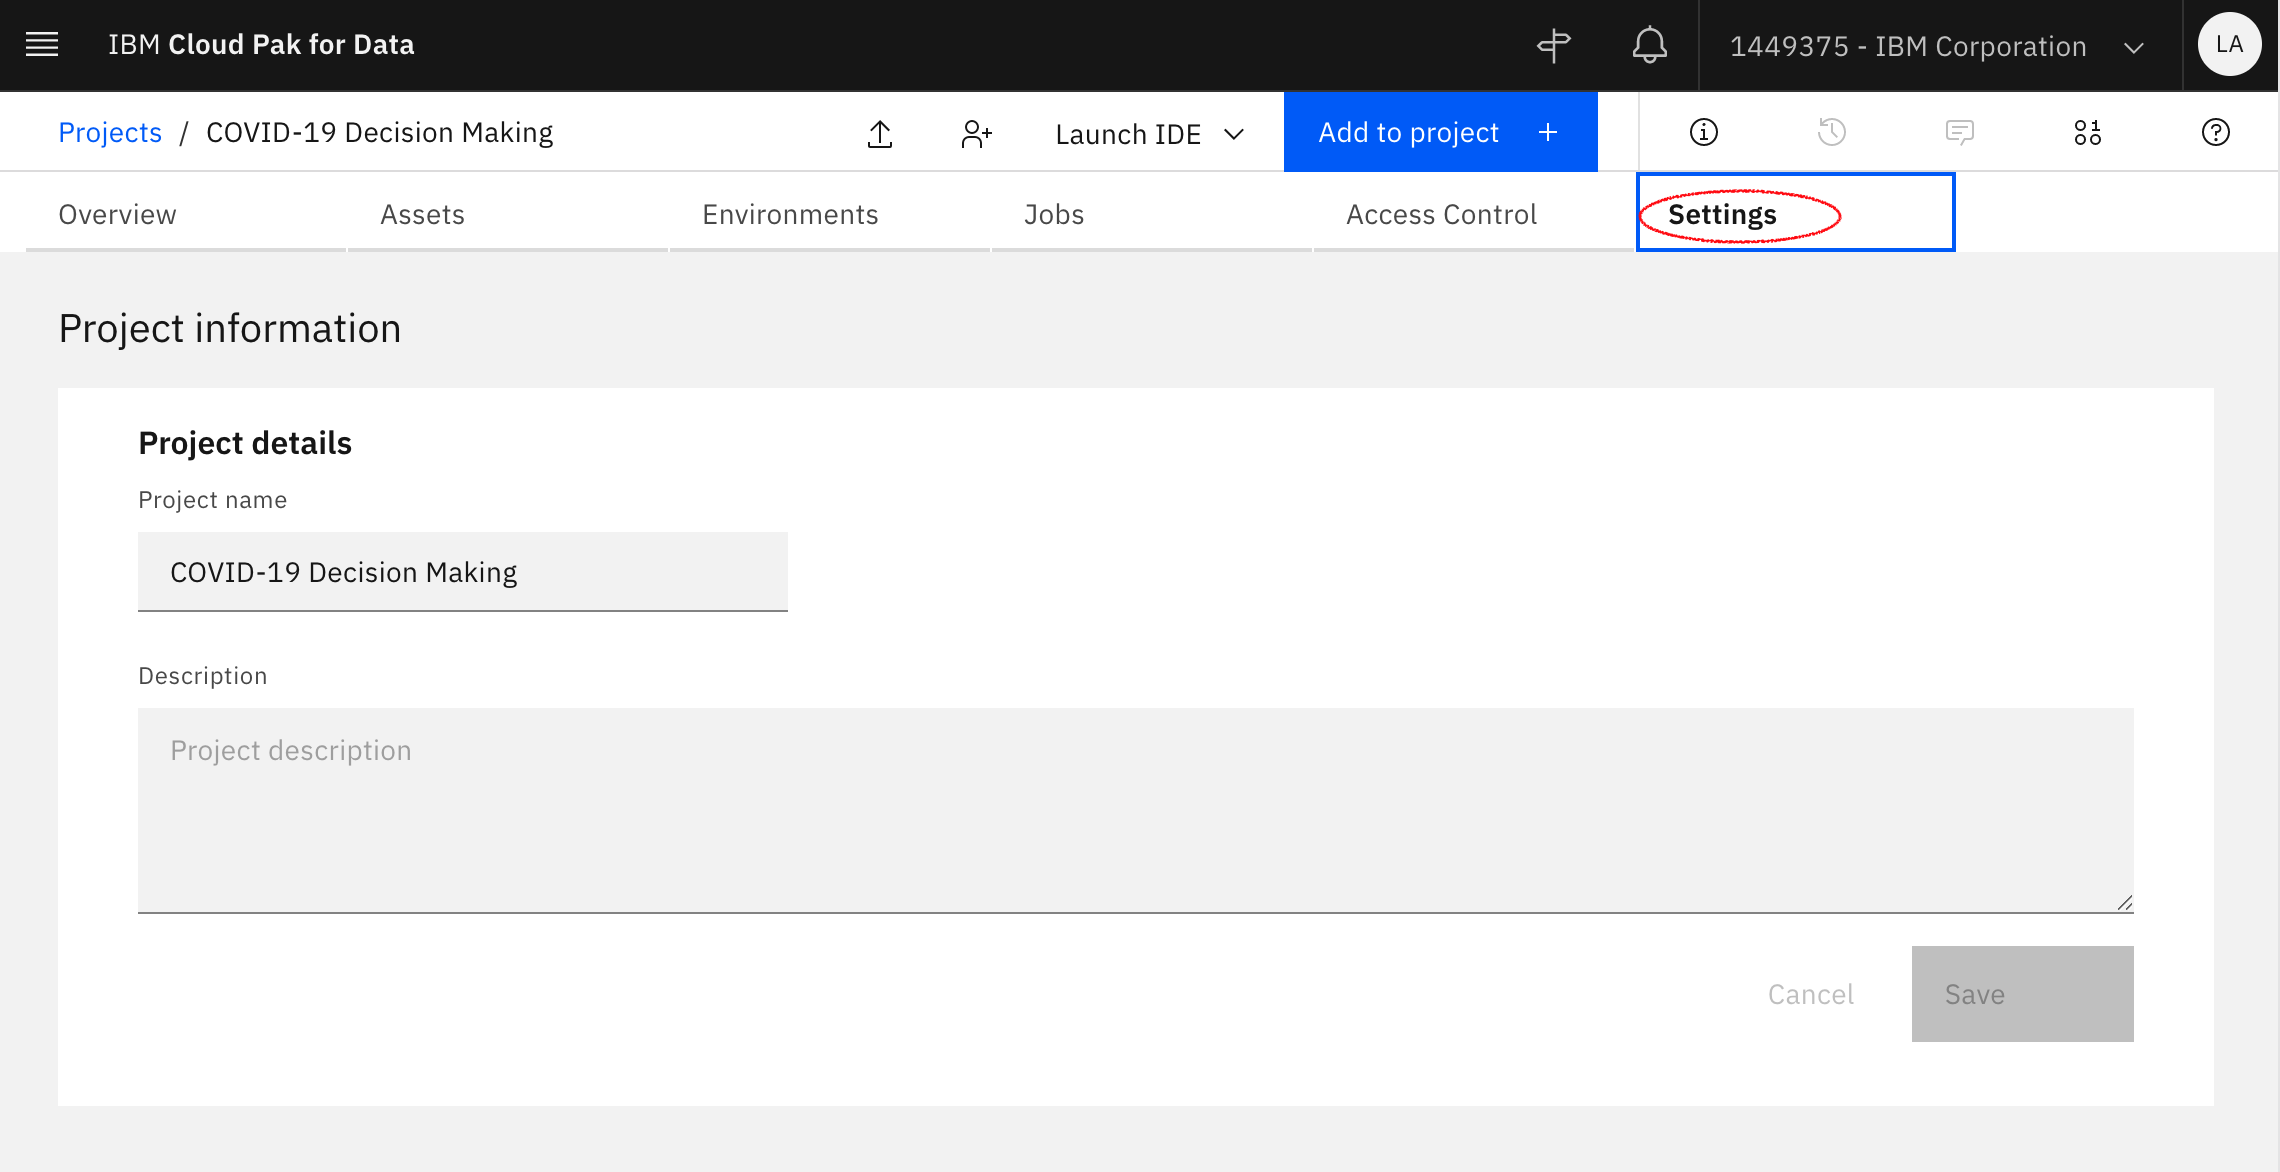 IBM Cloud Pak for Data
1449375 - IBM Corporation
LA
Projects / COVID-19 Decision Making
Launch IDE
Add to project +
Overview
Assets
Environments
Jobs
Access Control
Settings
Project information
Project details
Project name
COVID-19 Decision Making
Description
Project description
Cancel
Save